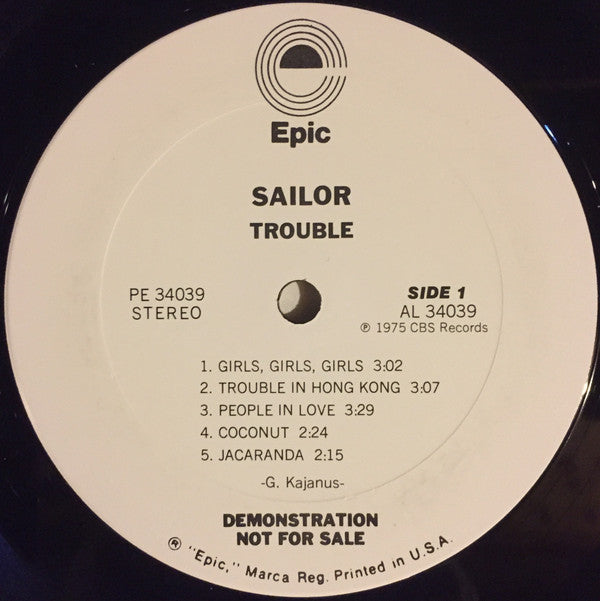 Epic
SAILOR
TROUBLE
PE 34039
STEREO
SIDE 1
AL 34039
℗ 1975 CBS Records
1. GIRLS, GIRLS, GIRLS 3:02
2. TROUBLE IN HONG KONG 3:07
3. PEOPLE IN LOVE 3:29
4. COCONUT 2:24
5. JACARANDA 2:15
-G. Kajanus-
DEMONSTRATION
NOT FOR SALE
® "Epic," Marca Reg. Printed in U.S.A.